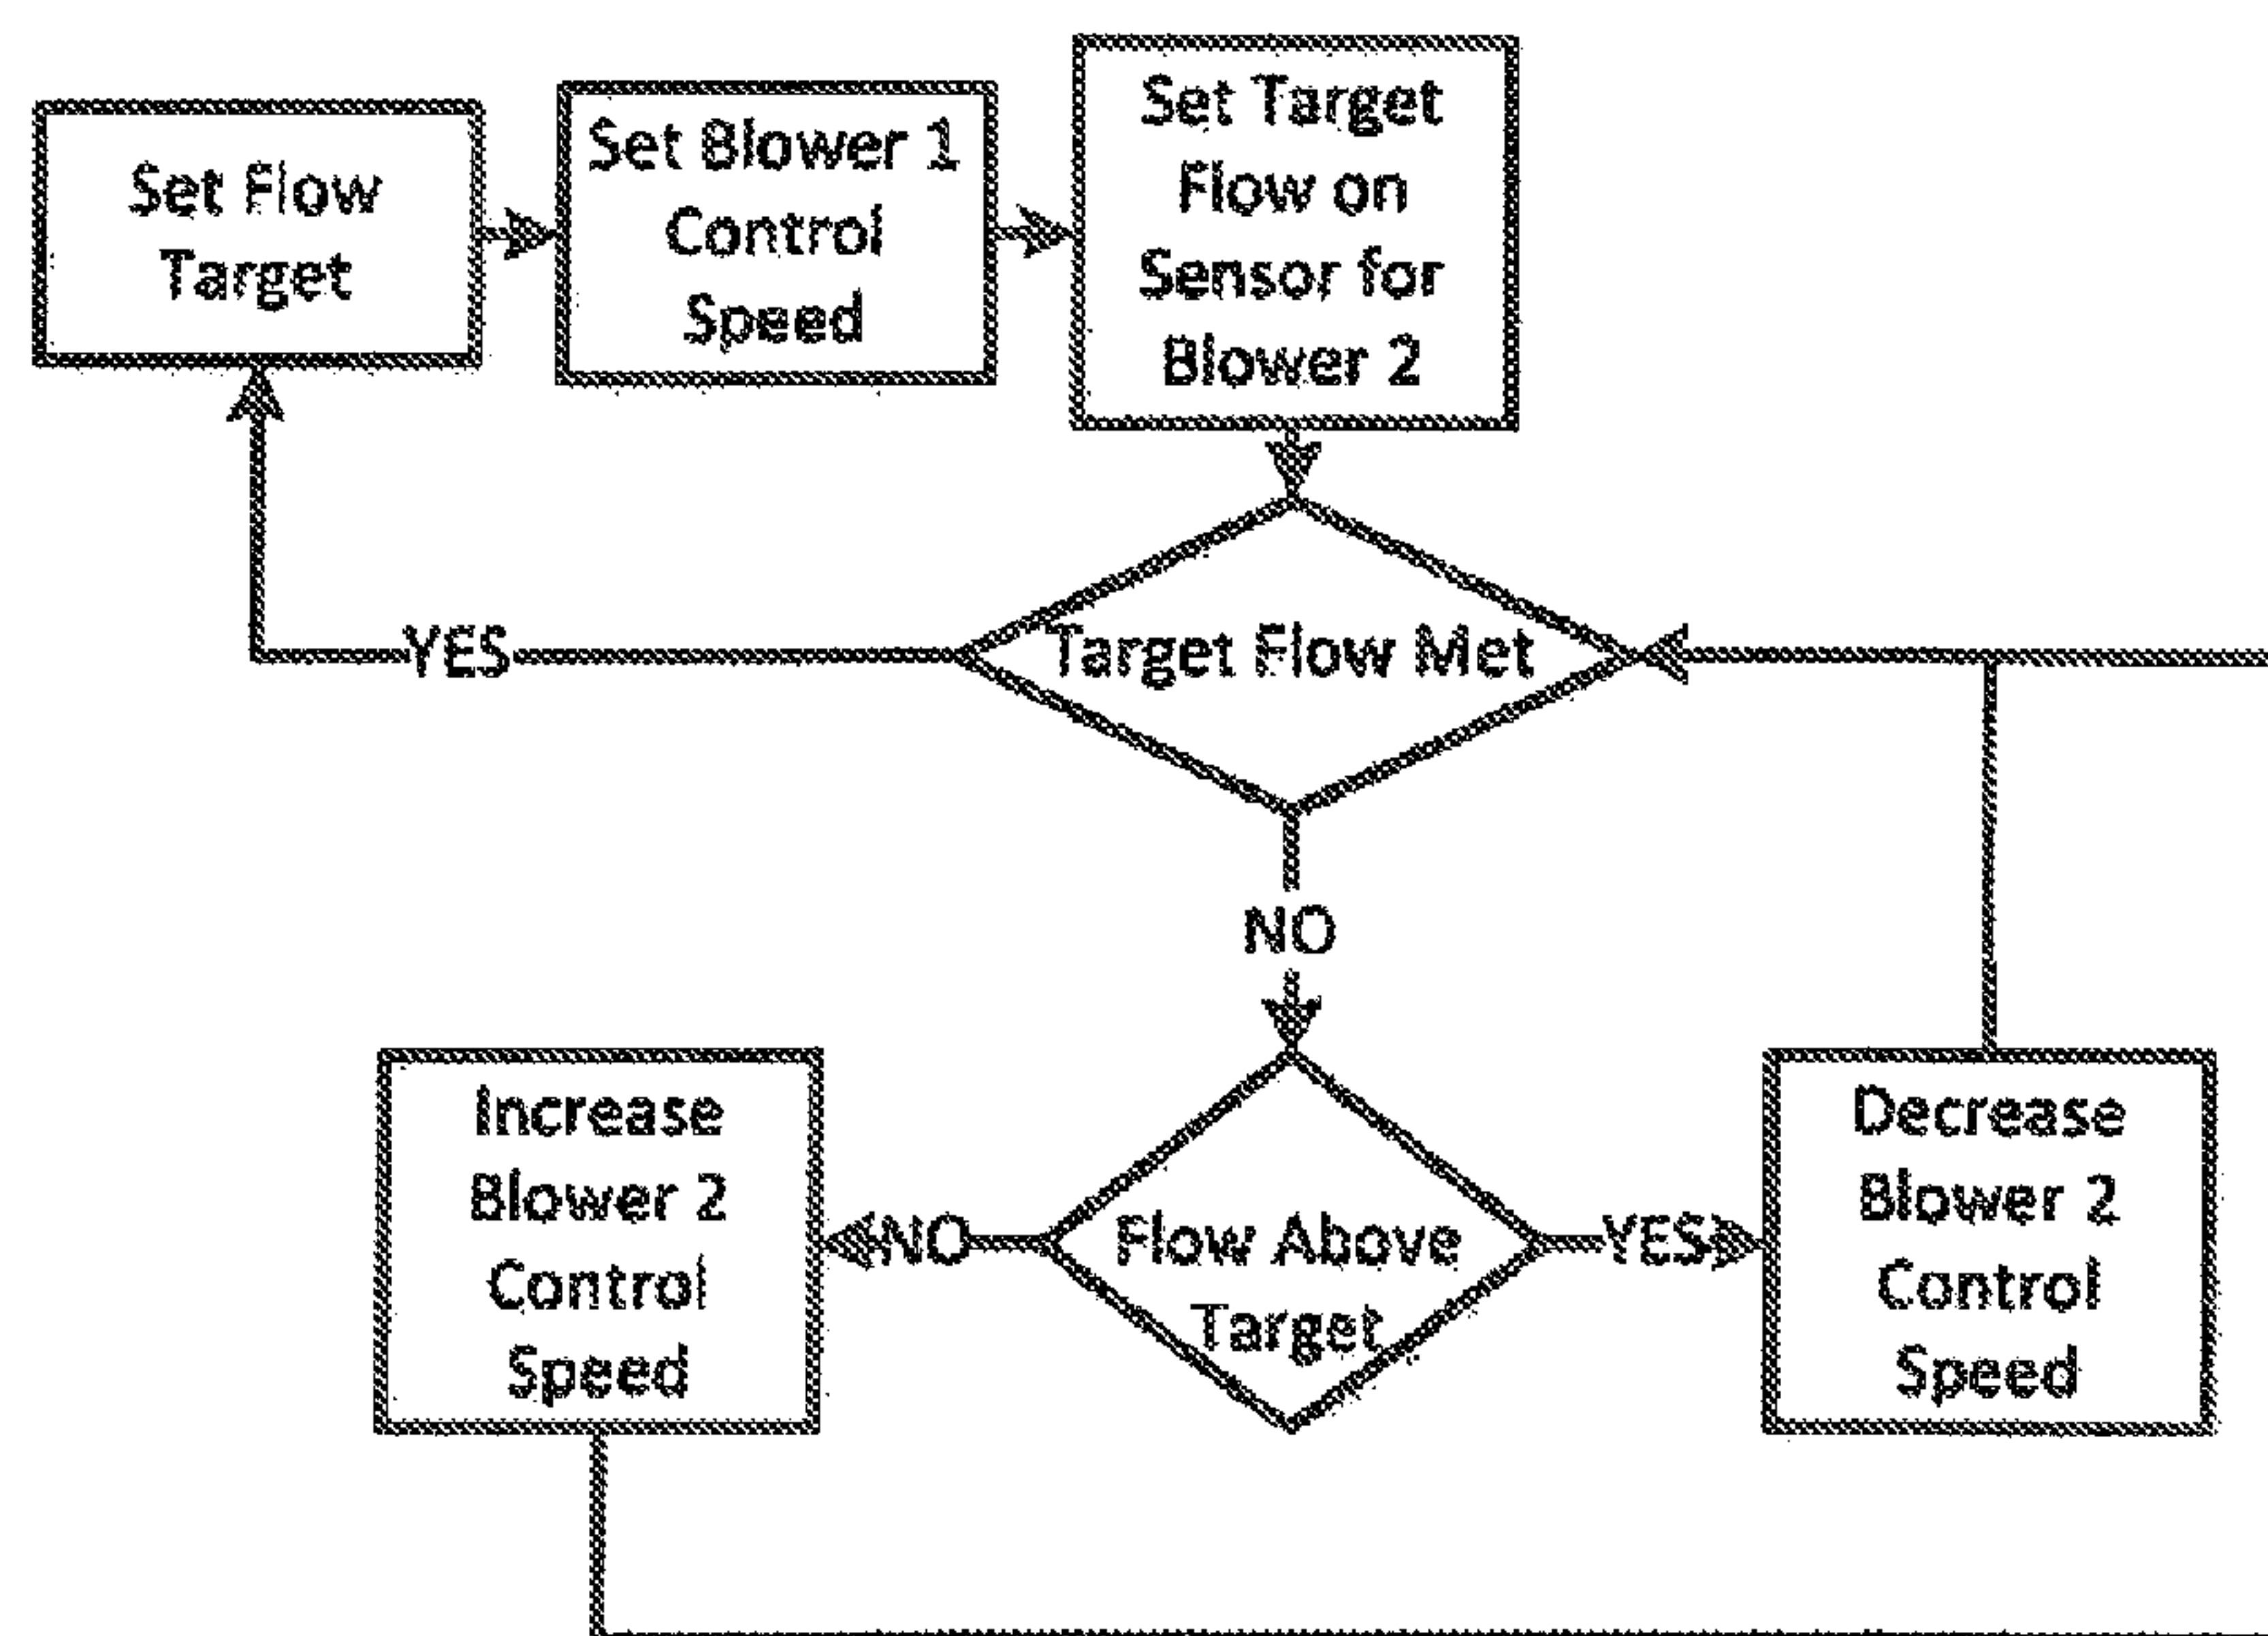 Set Flow
Target
Set Blower 1
Control
Speed
Set Target
Flow on
Sensor for
Blower 2
Target Flow Met
YES
NO
Increase
Blower 2
Control
Speed
NO
Flow Above
Target
YES
Decrease
Blower 2
Control
Speed